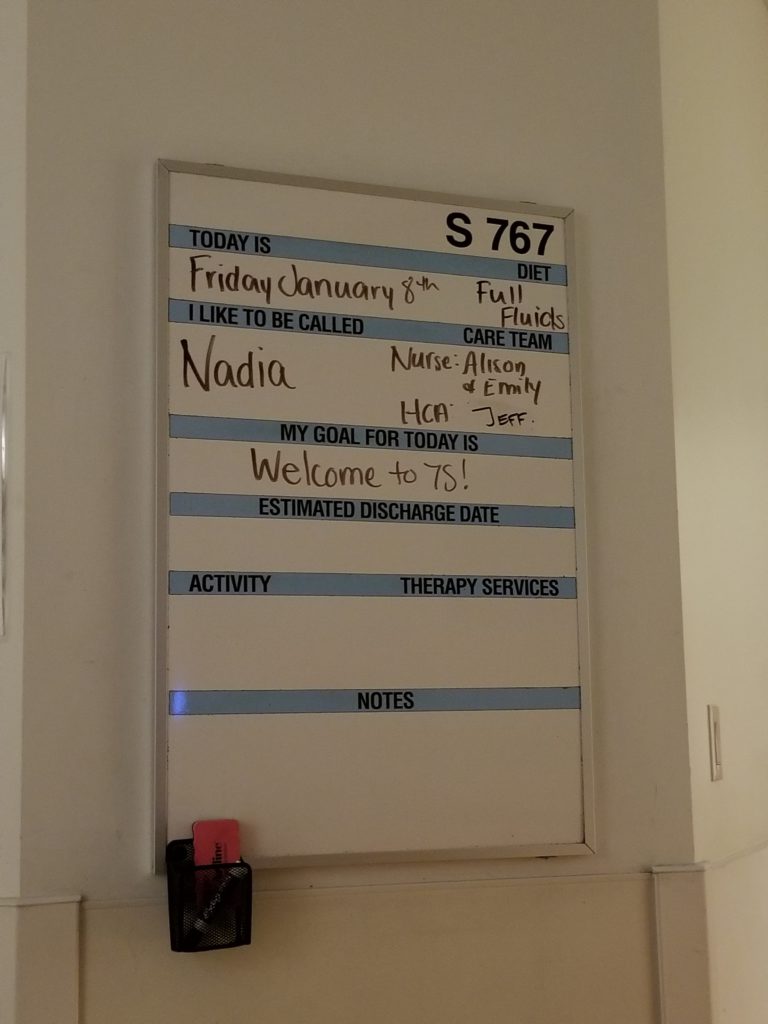 S 767
TODAY IS
DIET
Friday January 8th
Full
Fluids
I LIKE TO BE CALLED
CARE TEAM
Nadia
Nurse: Alison
& Emily
HCA JEFF.
MY GOAL FOR TODAY IS
Welcome to 7S!
ESTIMATED DISCHARGE DATE
ACTIVITY
THERAPY SERVICES
NOTES